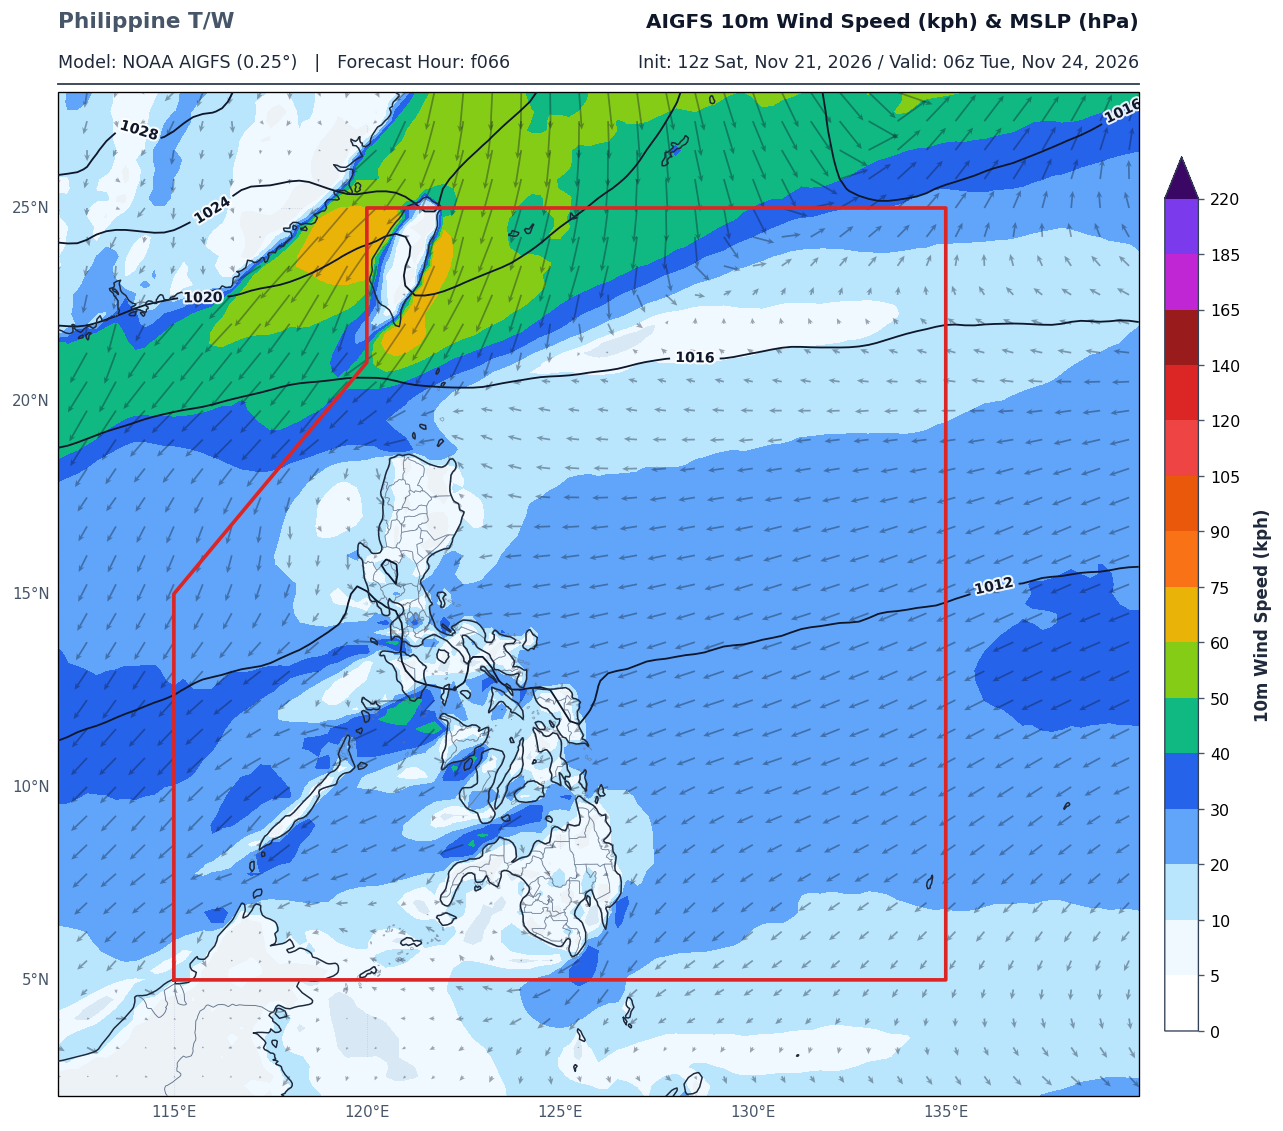 Philippine T/W
AIGFS 10m Wind Speed (kph) & MSLP (hPa)
Model: NOAA AIGFS (0.25°) | Forecast Hour: f066
Init: 12z Sat, Nov 21, 2026 / Valid: 06z Tue, Nov 24, 2026
1028
1016
1024
1020
1016
1012
25°N
20°N
15°N
10°N
5°N
115°E
120°E
125°E
130°E
135°E
220
185
165
140
120
105
90
75
60
50
40
30
20
10
5
0
10m Wind Speed (kph)